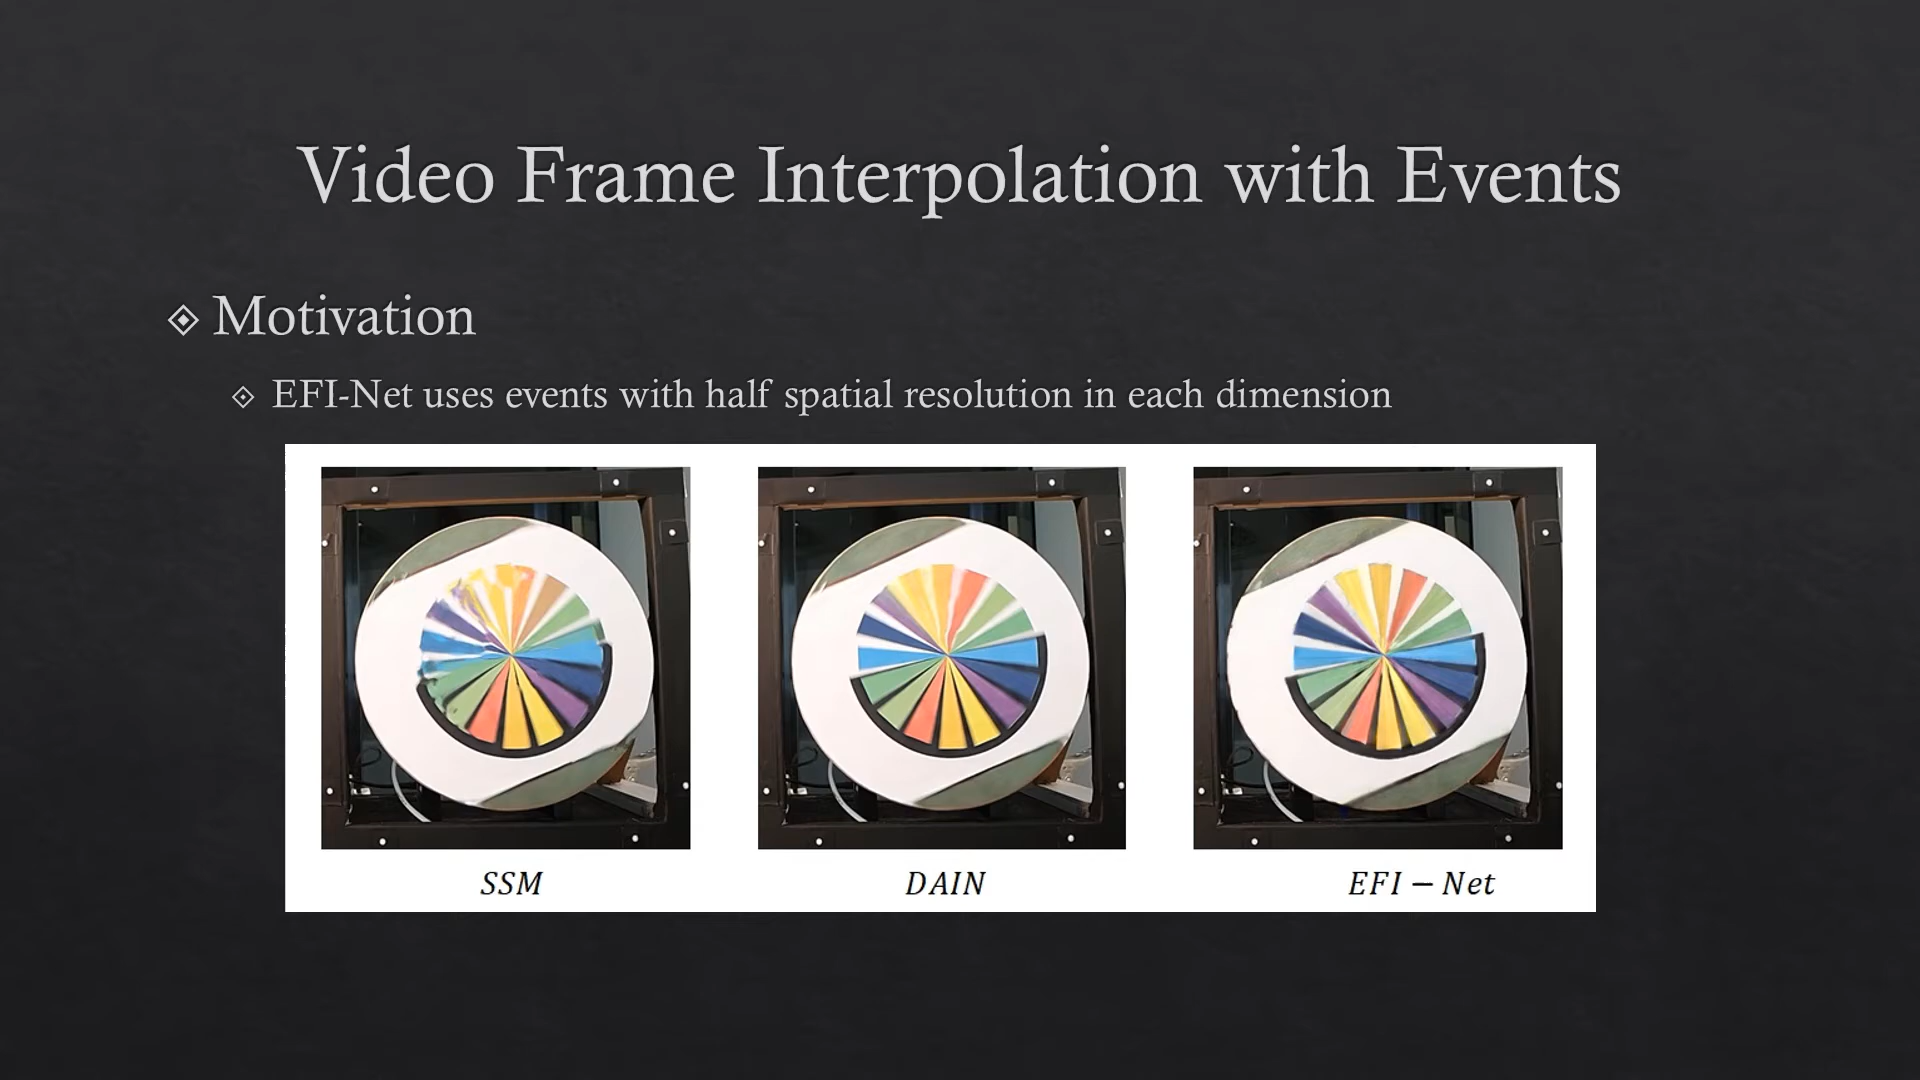 Video Frame Interpolation with Events
Motivation
EFI-Net uses events with half spatial resolution in each dimension
SSM
DAIN
EFI – Net